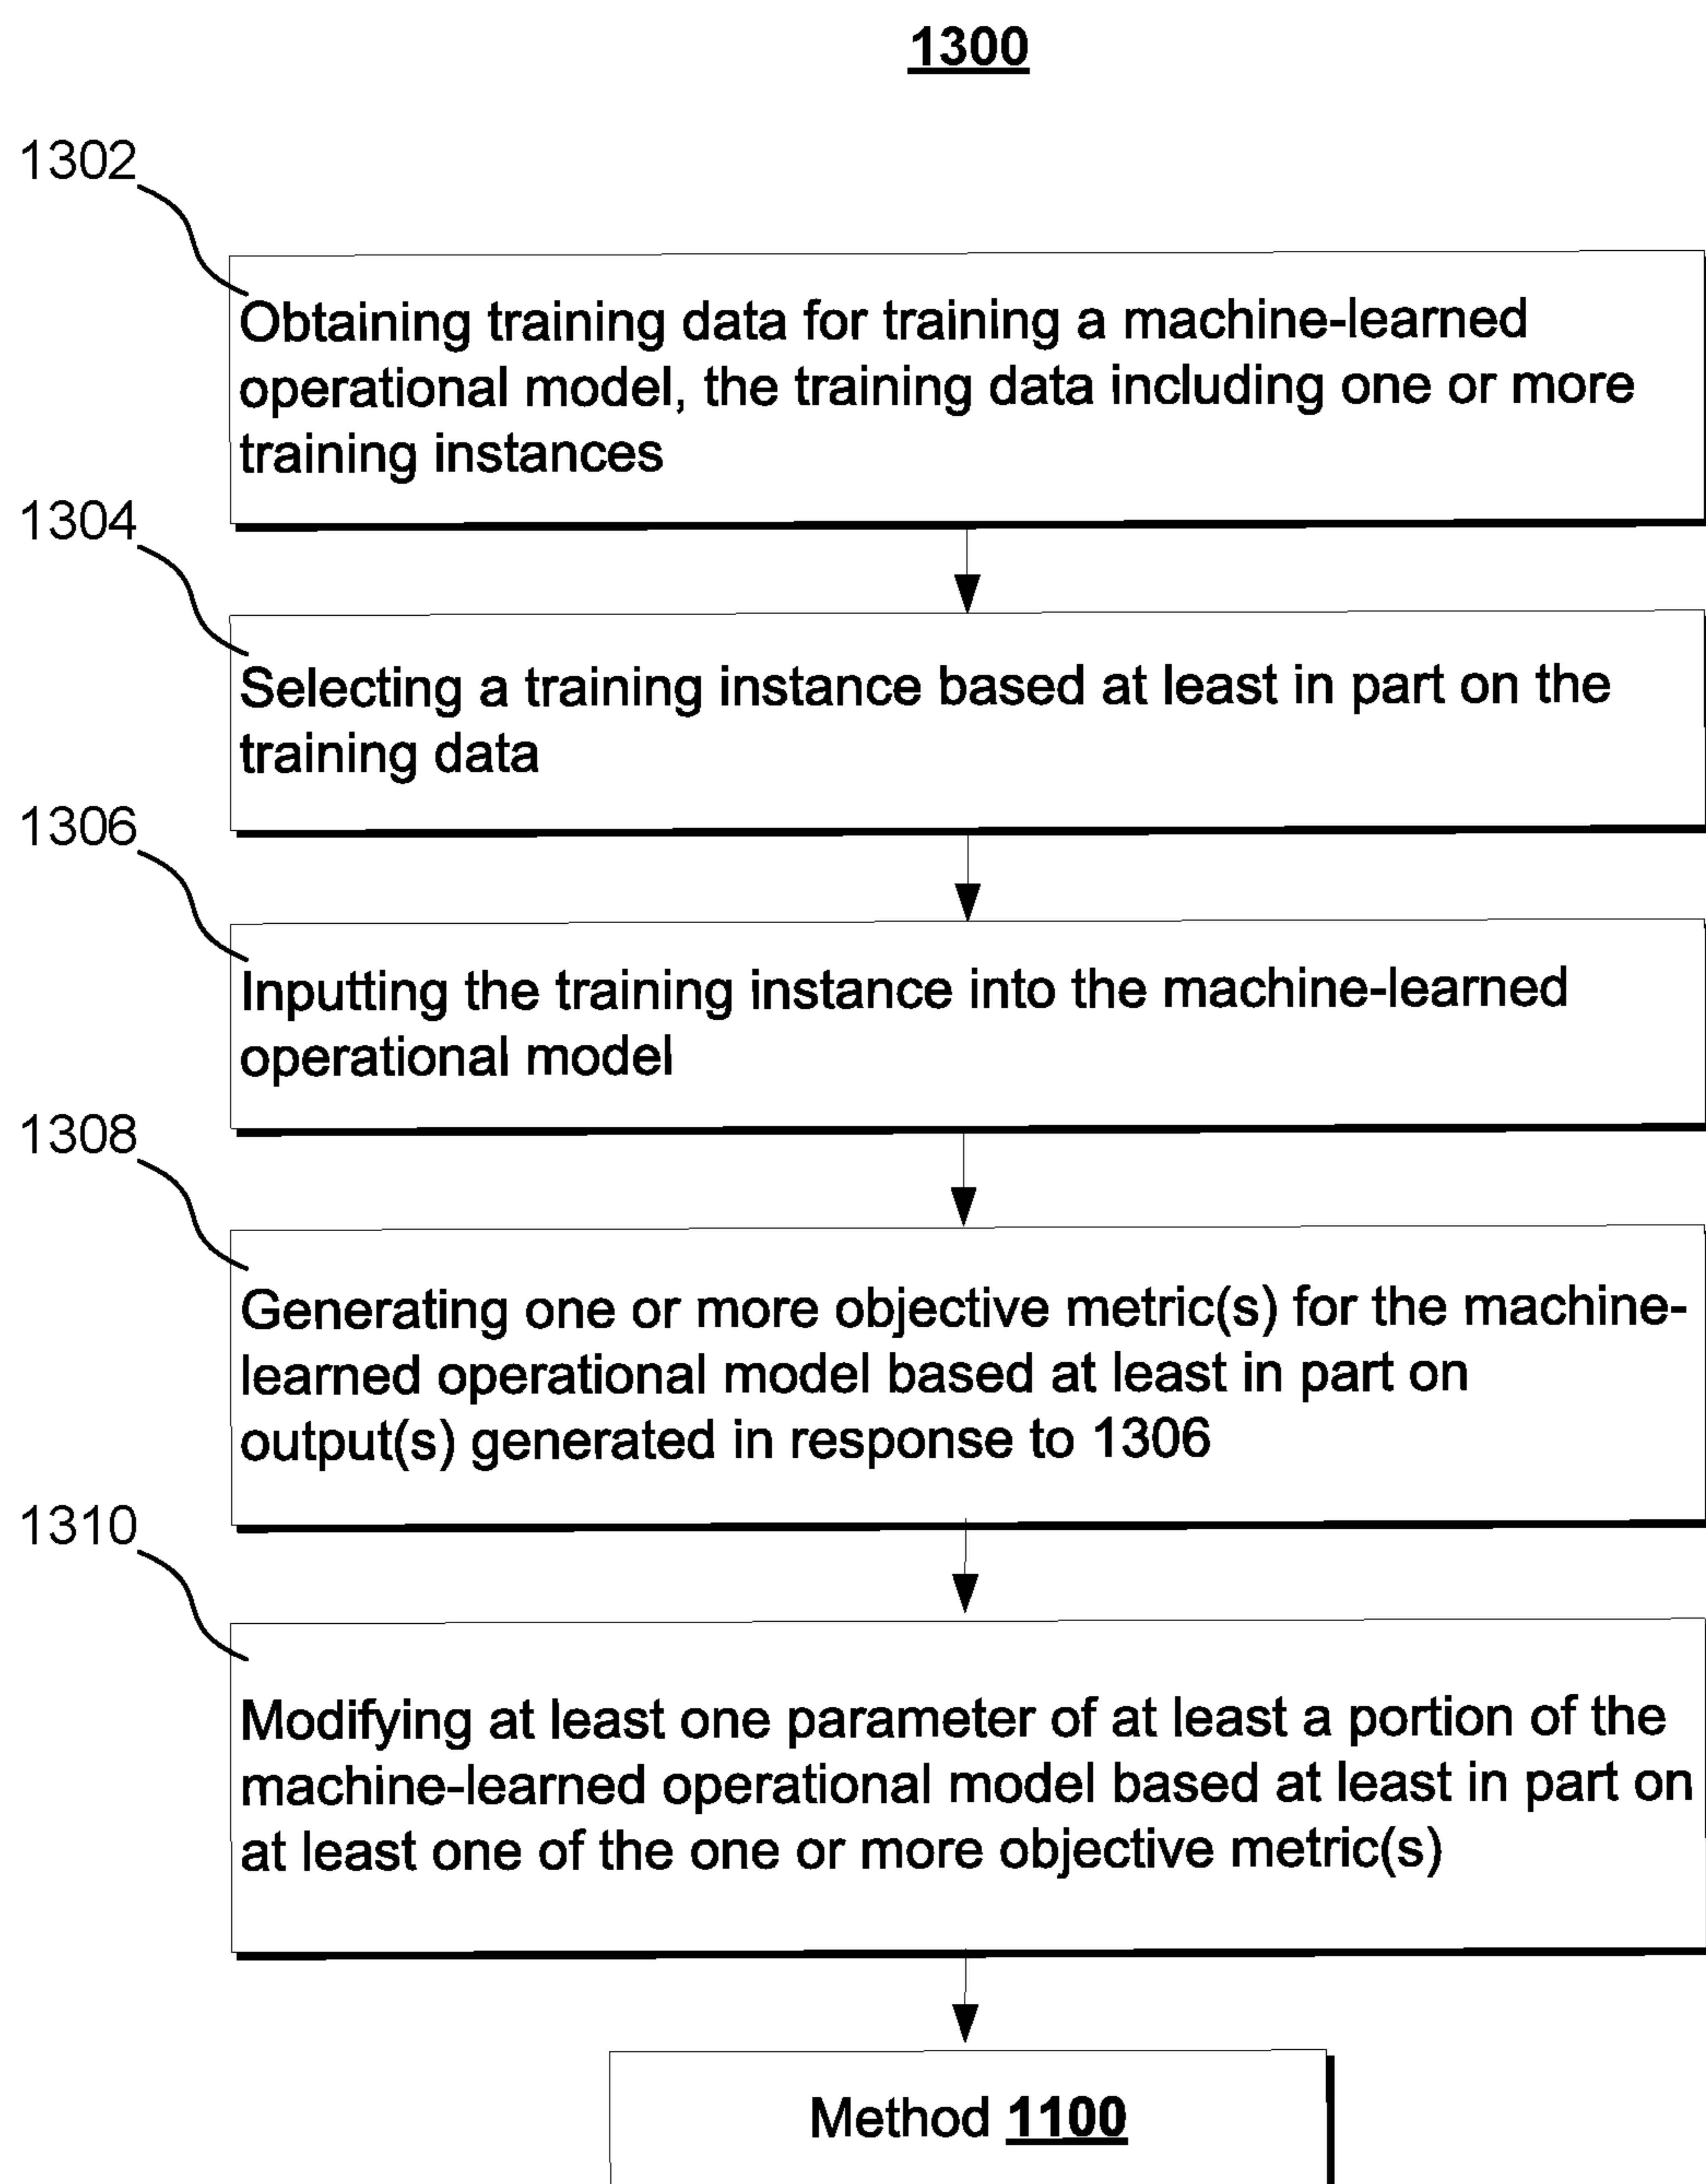 1300
1302
Obtaining training data for training a machine-learned
operational model, the training data including one or more
training instances
1304
Selecting a training instance based at least in part on the
training data
1306
Inputting the training instance into the machine-learned
operational model
1308
Generating one or more objective metric(s) for the machine-
learned operational model based at least in part on
output(s) generated in response to 1306
1310
Modifying at least one parameter of at least a portion of the
machine-learned operational model based at least in part on
at least one of the one or more objective metric(s)
Method 1100